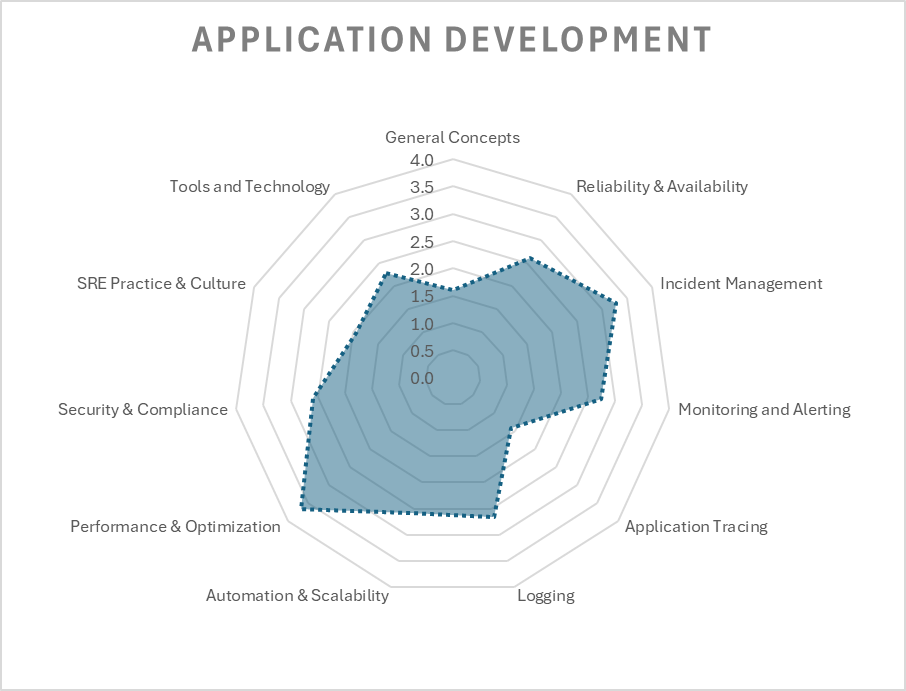 APPLICATION DEVELOPMENT
General Concepts
4.0
3.5
3.0
2.5
2.0
1.5
1.0
0.5
0.0
Reliability & Availability
Incident Management
Monitoring and Alerting
Application Tracing
Logging
Automation & Scalability
Performance & Optimization
Security & Compliance
SRE Practice & Culture
Tools and Technology